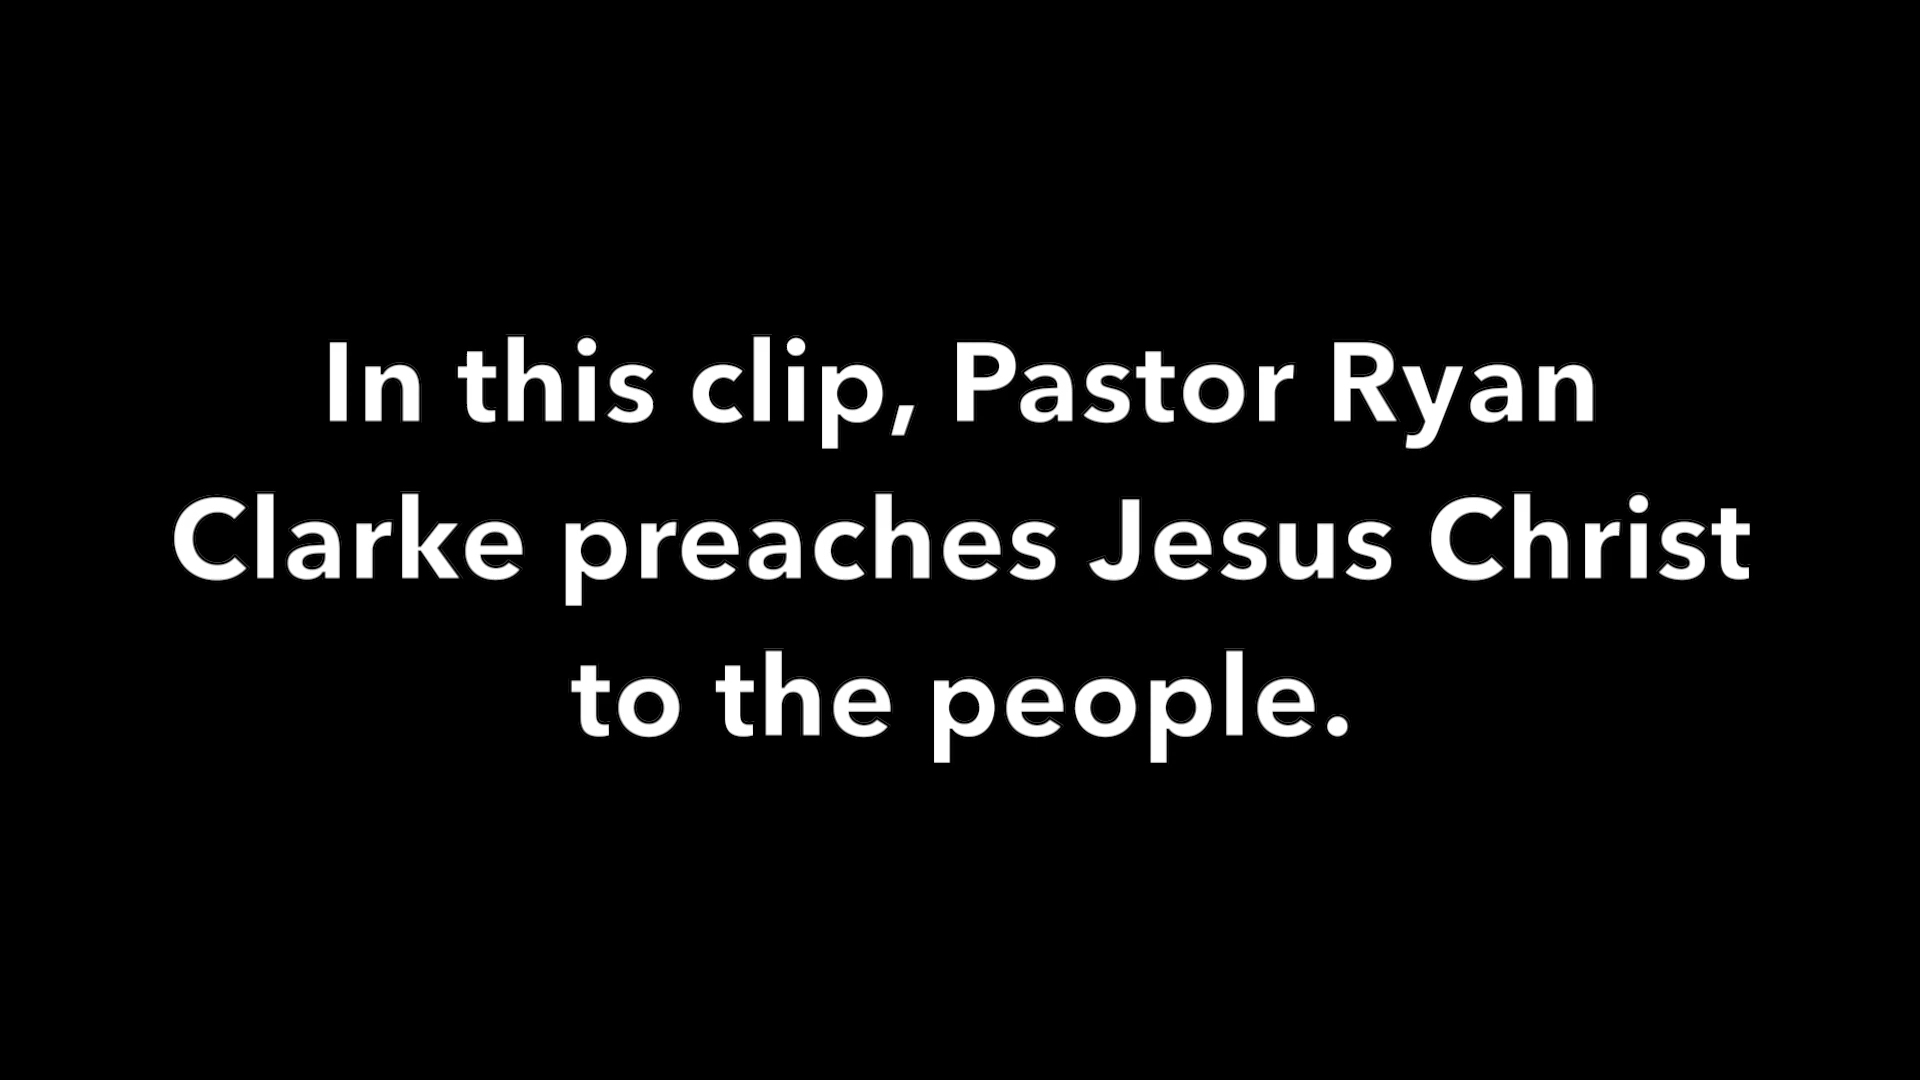 In this clip, Pastor Ryan
Clarke preaches Jesus Christ
to the people.